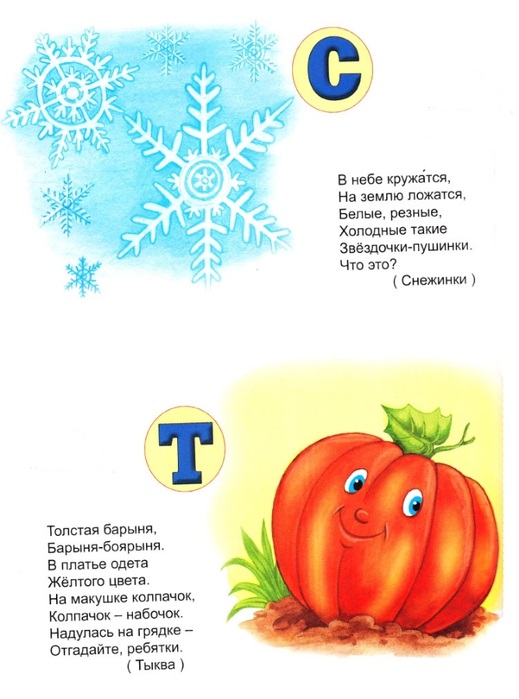 С
В небе кружа́тся,
На землю ложатся,
Белые, резные,
Холодные такие
Звёздочки-пушинки.
Что это?
( Снежинки )
Т
Толстая барыня,
Барыня-боярыня.
В платье одета
Жёлтого цвета.
На макушке колпачок,
Колпачок – набочок.
Надулась на грядке –
Отгадайте, ребятки.
( Тыква )